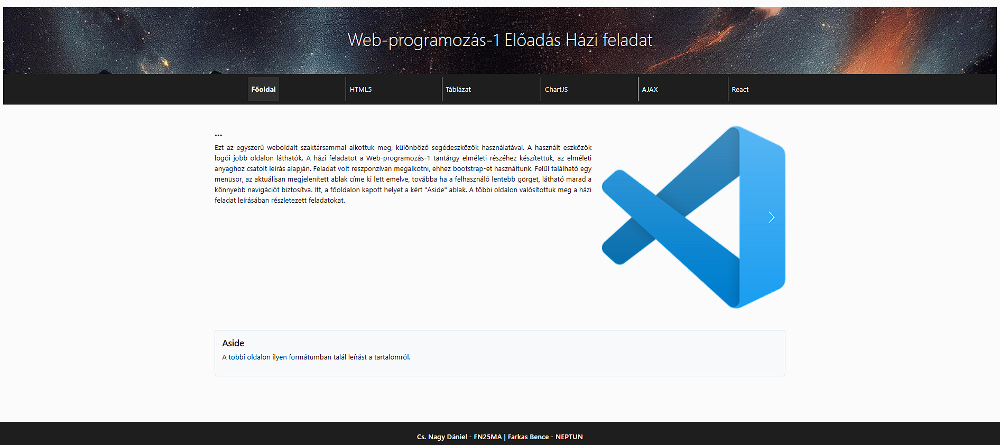 Web-programozás-1 Előadás Házi feladat
Főoldal
HTML5
Táblázat
ChartJS
AJAX
React
...
Ezt az egyszerű weboldalt szaktársammal alkottuk meg, különböző segédeszközök használatával. A használt eszközök
logói jobb oldalon láthatók. A házi feladatot a Web-programozás-1 tantárgy elméleti részéhez készítettük, az elméleti
anyaghoz csatolt leírás alapján. Feladat volt reszponzívan megalkotni, ehhez bootstrap-et használtunk. Felül található egy
menüsor, az aktuálisan megjelenített ablak címe ki lett emelve, továbba ha a felhasználó lentebb görget, látható marad a
könnyebb navigációt biztosítva. Itt, a főoldalon kapott helyet a kért "Aside" ablak. A többi oldalon valósítottuk meg a házi
feladat leírásában részletezett feladatokat.
Aside
A többi oldalon ilyen formátumban talál leírást a tartalomról.
Cs. Nagy Dániel - FN25MA | Farkas Bence - NEPTUN